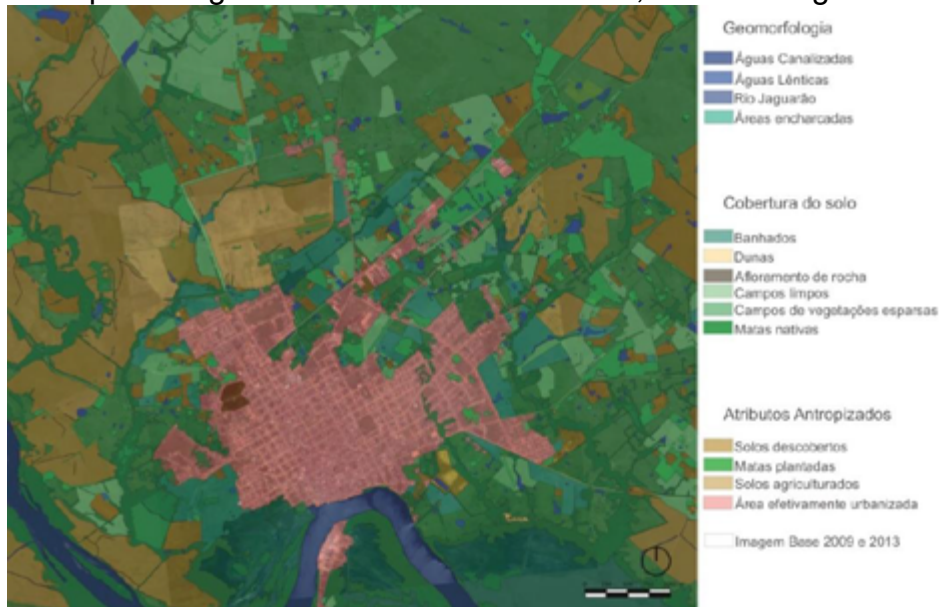 Geomorfologia
Águas Canalizadas
Águas Lênticas
Rio Jaguarão
Áreas encharcadas
Cobertura do solo
Banhados
Dunas
Afloramento de rocha
Campos limpos
Campos de vegetações esparsas
Matas nativas
Atributos Antropizados
Solos descobertos
Matas plantadas
Solos agriculturados
Área efetivamente urbanizada
Imagem Base 2009 e 2013